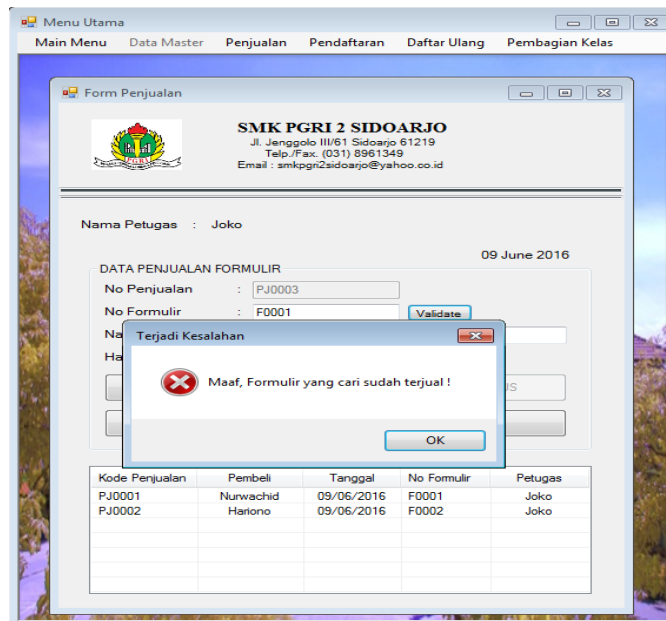 Menu Utama
Main Menu Data Master Penjualan Pendaftaran Daftar Ulang Pembagian Kelas
Form Penjualan
PGRI
SMK PGRI 2 SIDOARJO
Jl. Jenggolo III/61 Sidoarjo 61219
Telp./Fax. (031) 8961349
Email : smkpgri2sidoarjo@yahoo.co.id
Nama Petugas : Joko
09 June 2016
DATA PENJUALAN FORMULIR
No Penjualan : PJ0003
No Formulir : F0001 Validate
Na
Ha
Terjadi Kesalahan
Maaf, Formulir yang cari sudah terjual !
OK
US
Kode Penjualan Pembeli Tanggal No Formulir Petugas
PJ0001 Nurwachid 09/06/2016 F0001 Joko
PJ0002 Hariono 09/06/2016 F0002 Joko